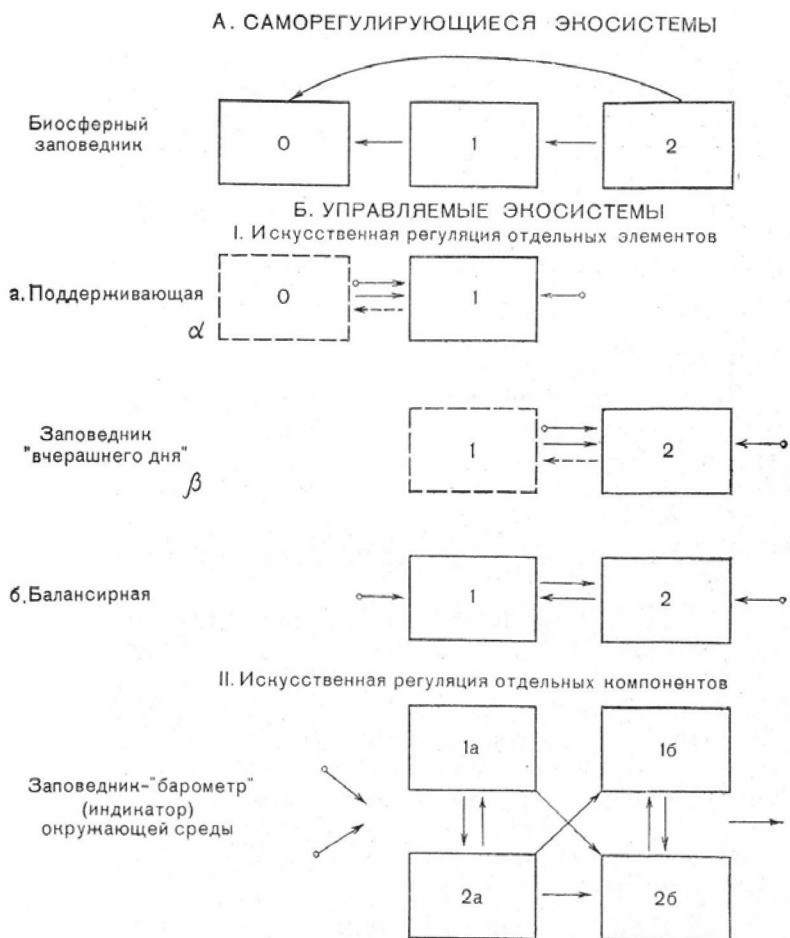 А. САМОРЕГУЛИРУЮЩИЕСЯ ЭКОСИСТЕМЫ
Биосферный
заповедник
0
1
2
Б. УПРАВЛЯЕМЫЕ ЭКОСИСТЕМЫ
I. Искусственная регуляция отдельных элементов
а. Поддерживающая
α
0
1
Заповедник
"вчерашнего дня"
β
1
2
б. Балансирная
1
2
II. Искусственная регуляция отдельных компонентов
1а
1б
Заповедник-"барометр"
(индикатор)
окружающей среды
2а
2б